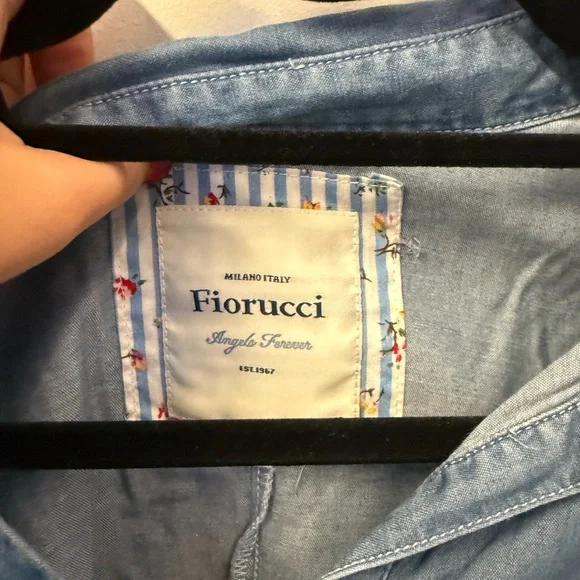 MILANO ITALY
Fiorucci
Angels Forever
EST.1967